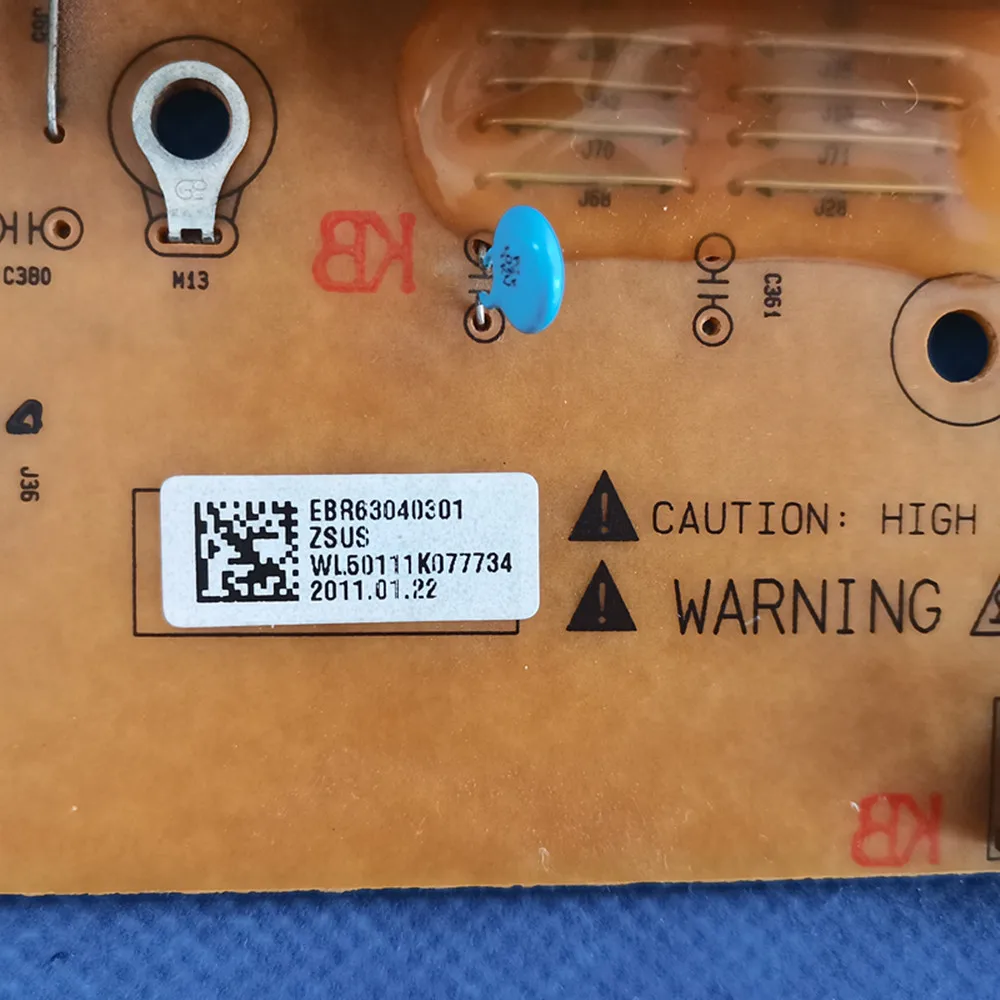 J70
J71
J68
J28
KB
C380
M13
C361
J36
EBR63040301
ZSUS
WL50111K077734
2011.01.22
CAUTION: HIGH
WARNING
KB